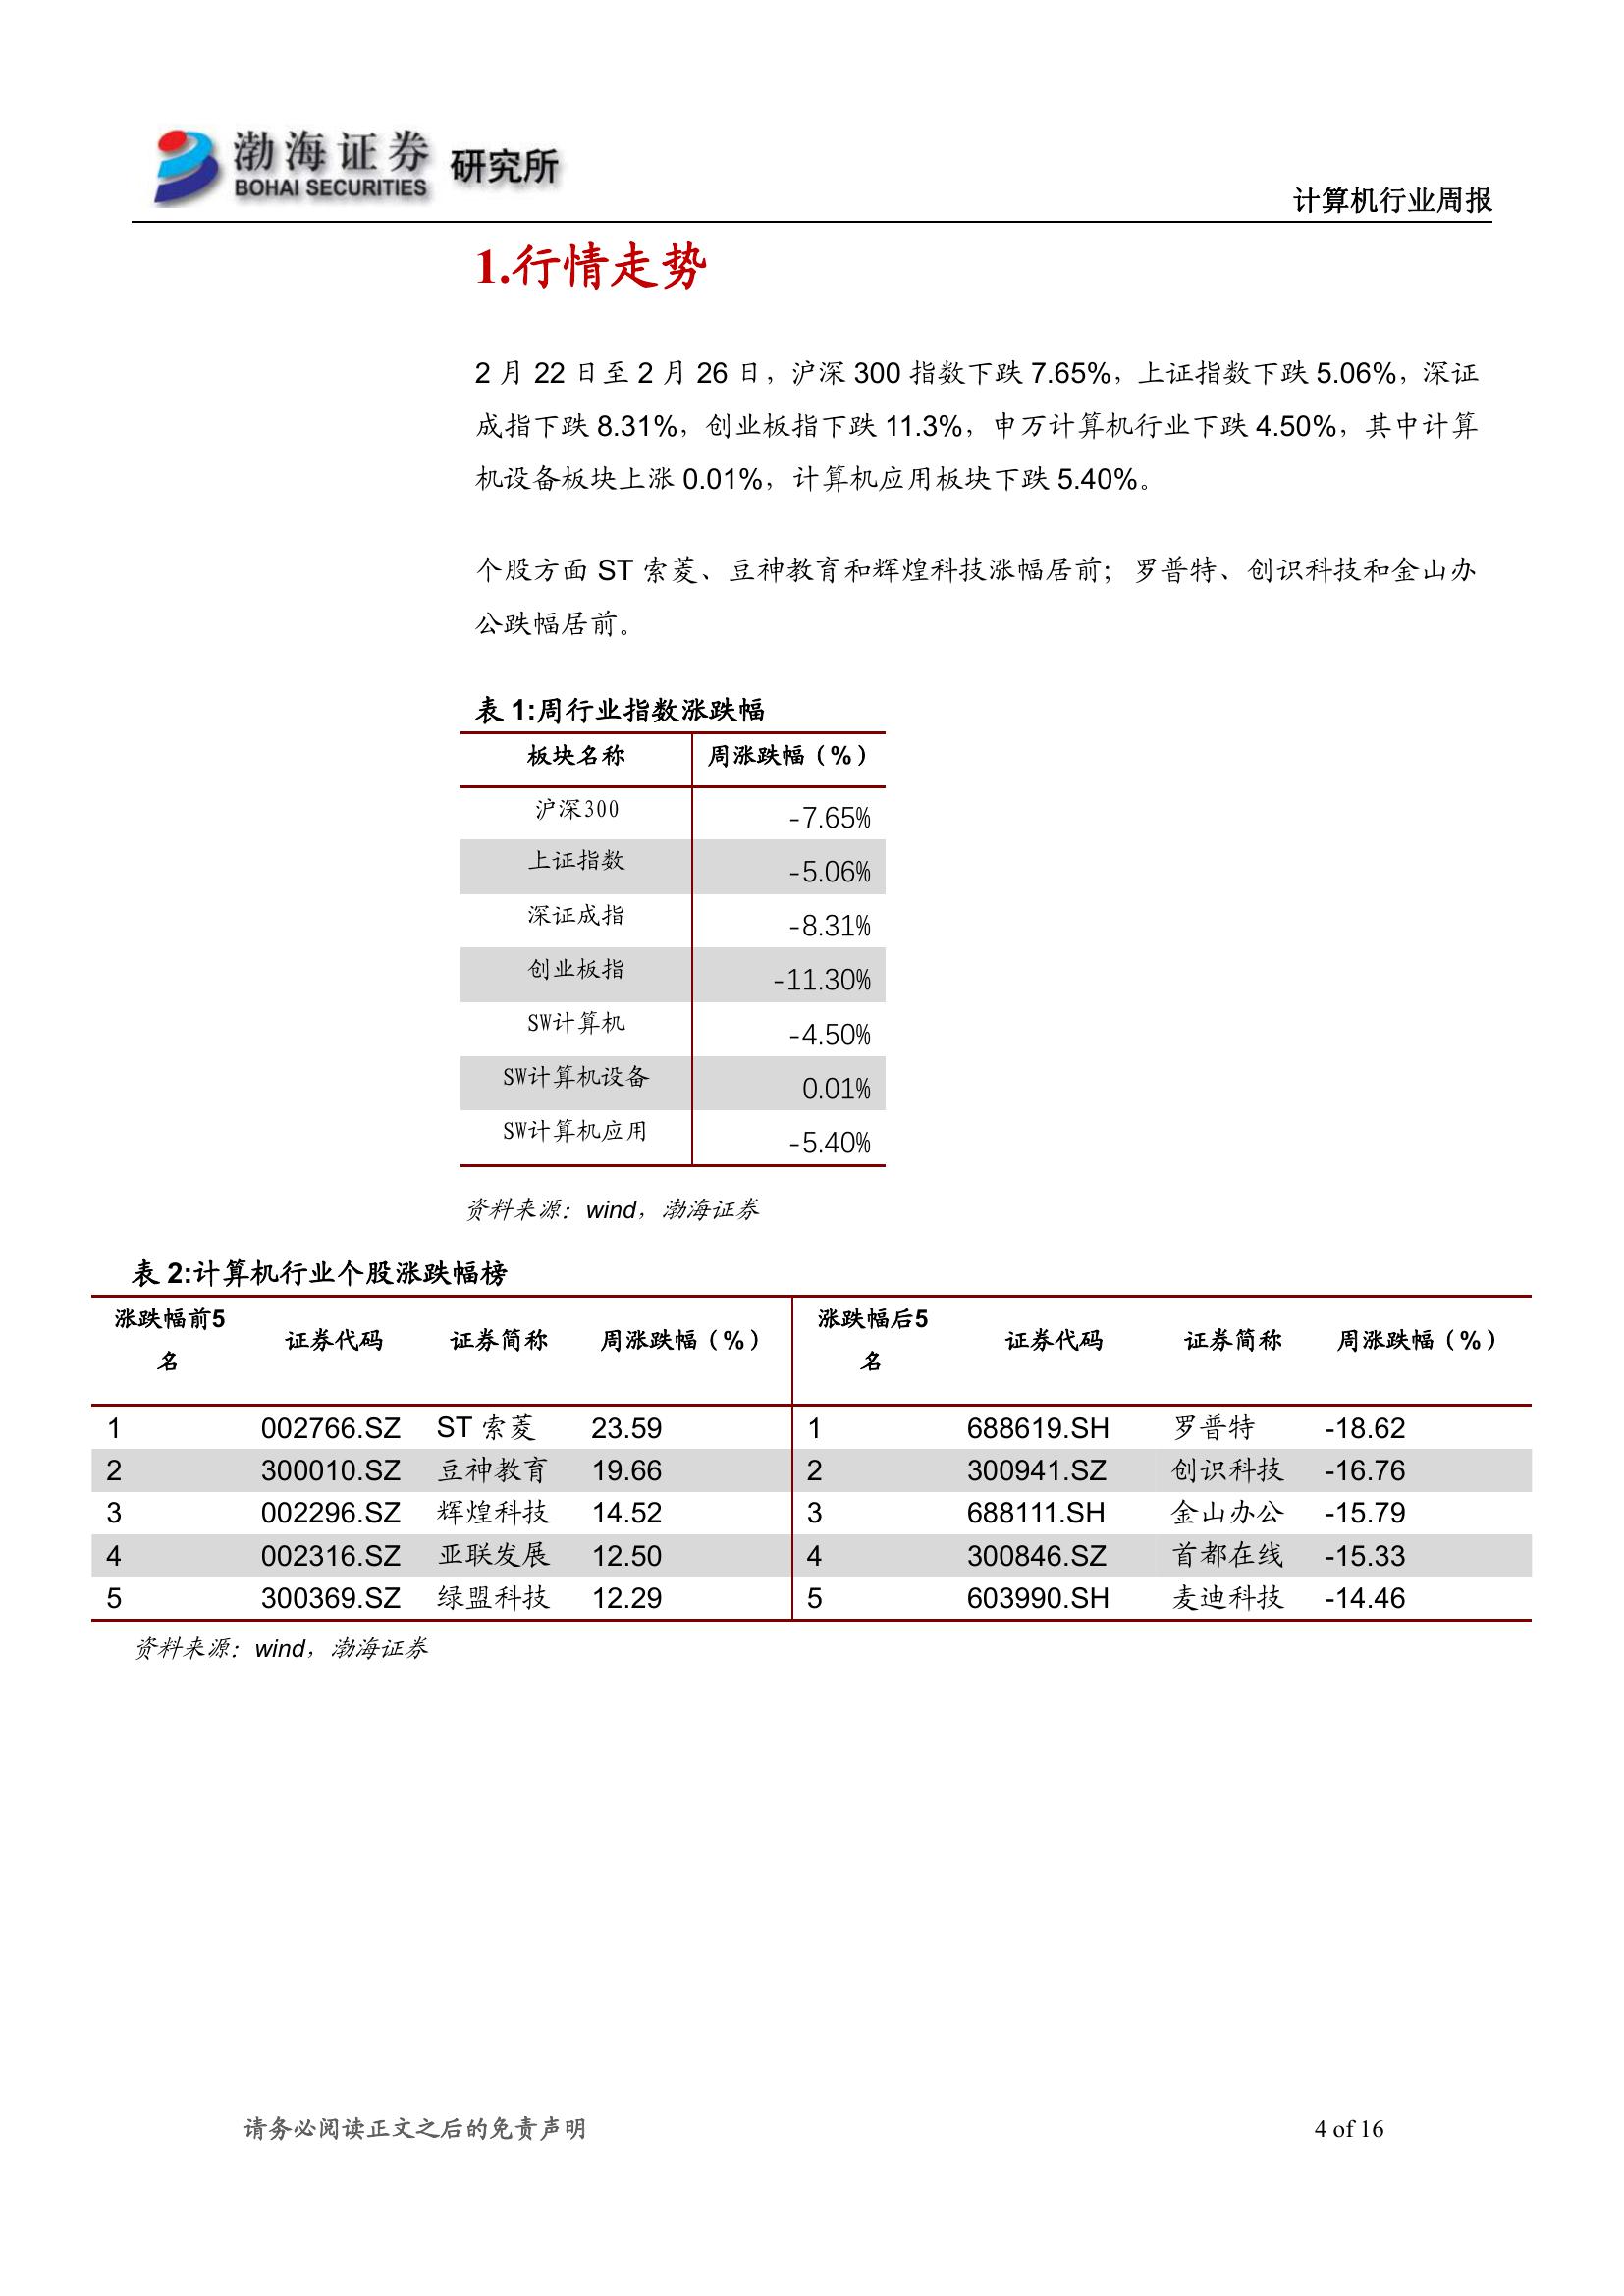 渤海证券 研究所
BOHAI SECURITIES
计算机行业周报
1.行情走势
2 月 22 日至 2 月 26 日，沪深 300 指数下跌 7.65%，上证指数下跌 5.06%，深证
成指下跌 8.31%，创业板指下跌 11.3%，申万计算机行业下跌 4.50%，其中计算
机设备板块上涨 0.01%，计算机应用板块下跌 5.40%。
个股方面 ST 索菱、豆神教育和辉煌科技涨幅居前；罗普特、创识科技和金山办
公跌幅居前。
表 1:周行业指数涨跌幅
板块名称 周涨跌幅（%）
沪深300 -7.65%
上证指数 -5.06%
深证成指 -8.31%
创业板指 -11.30%
SW计算机 -4.50%
SW计算机设备 0.01%
SW计算机应用 -5.40%
资料来源：wind，渤海证券
表 2:计算机行业个股涨跌幅榜
涨跌幅前5名 证券代码 证券简称 周涨跌幅（%） 涨跌幅后5名 证券代码 证券简称 周涨跌幅（%）
1 002766.SZ ST 索菱 23.59 1 688619.SH 罗普特 -18.62
2 300010.SZ 豆神教育 19.66 2 300941.SZ 创识科技 -16.76
3 002296.SZ 辉煌科技 14.52 3 688111.SH 金山办公 -15.79
4 002316.SZ 亚联发展 12.50 4 300846.SZ 首都在线 -15.33
5 300369.SZ 绿盟科技 12.29 5 603990.SH 麦迪科技 -14.46
资料来源：wind，渤海证券
请务必阅读正文之后的免责声明 4 of 16